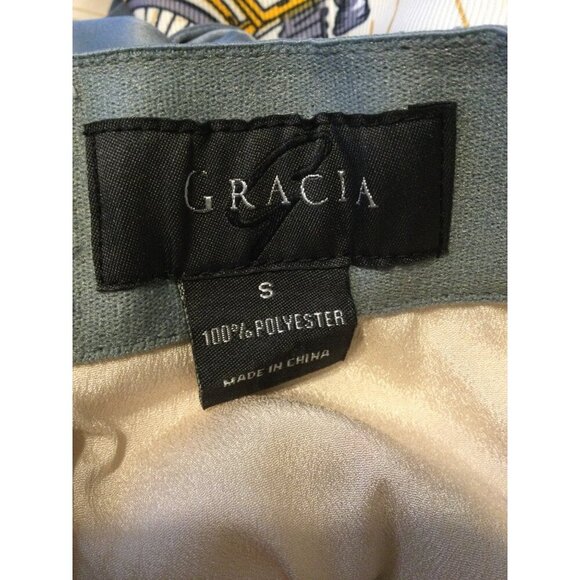 GRACIA
S
100% POLYESTER
MADE IN CHINA